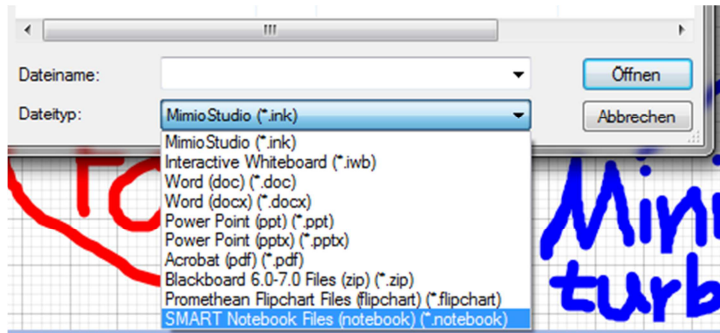 Dateiname:
Öffnen
Dateityp:
MimioStudio (*.ink)
Abbrechen
MimioStudio (*.ink)
Interactive Whiteboard (*.iwb)
Word (doc) (*.doc)
Word (docx) (*.docx)
Power Point (ppt) (*.ppt)
Power Point (pptx) (*.pptx)
Acrobat (pdf) (*.pdf)
Blackboard 6.0-7.0 Files (zip) (*.zip)
Promethean Flipchart Files (flipchart) (*.flipchart)
SMART Notebook Files (notebook) (*.notebook)